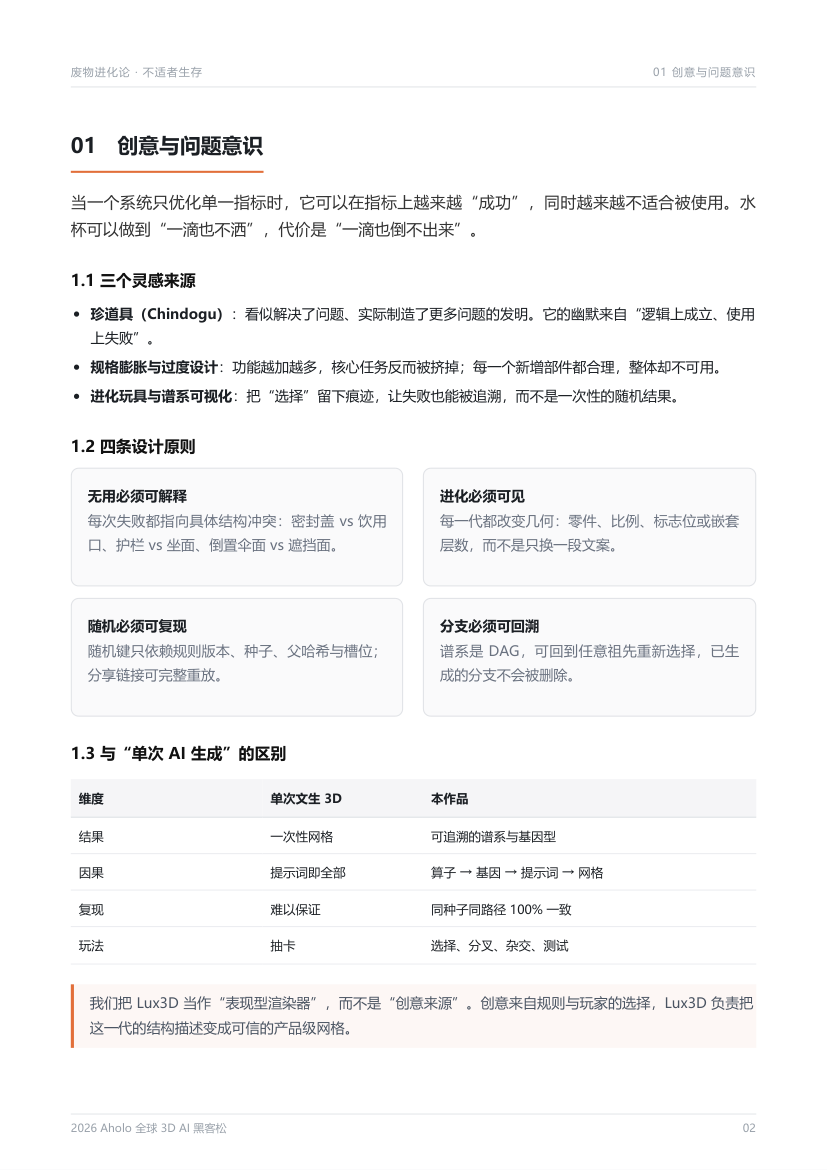 废物进化论 · 不适者生存
01 创意与问题意识
01 创意与问题意识
当一个系统只优化单一指标时，它可以在指标上越来越“成功”，同时越来越不适合被使用。水
杯可以做到“一滴也不洒”，代价是“一滴也倒不出来”。
1.1 三个灵感来源
• 珍道具（Chindogu）：看似解决了问题、实际制造了更多问题的发明。它的幽默来自“逻辑上成立、使用
上失败”。
• 规格膨胀与过度设计：功能越加越多，核心任务反而被挤掉；每一个新增部件都合理，整体却不可用。
• 进化玩具与谱系可视化：把“选择”留下痕迹，让失败也能被追溯，而不是一次性的随机结果。
1.2 四条设计原则
无用必须可解释
每次失败都指向具体结构冲突：密封盖 vs 饮用
口、护栏 vs 坐面、倒置伞面 vs 遮挡面。
进化必须可见
每一代都改变几何：零件、比例、标志位或嵌套
层数，而不是只换一段文案。
随机必须可复现
随机键只依赖规则版本、种子、父哈希与槽位；
分享链接可完整重放。
分支必须可回溯
谱系是 DAG，可回到任意祖先重新选择，已生
成的分支不会被删除。
1.3 与“单次 AI 生成”的区别
维度 单次文生 3D 本作品
结果 一次性网格 可追溯的谱系与基因型
因果 提示词即全部 算子 → 基因 → 提示词 → 网格
复现 难以保证 同种子同路径 100% 一致
玩法 抽卡 选择、分叉、杂交、测试
我们把 Lux3D 当作“表现型渲染器”，而不是“创意来源”。创意来自规则与玩家的选择，Lux3D 负责把
这一代的结构描述变成可信的产品级网格。
2026 Aholo 全球 3D AI 黑客松
02